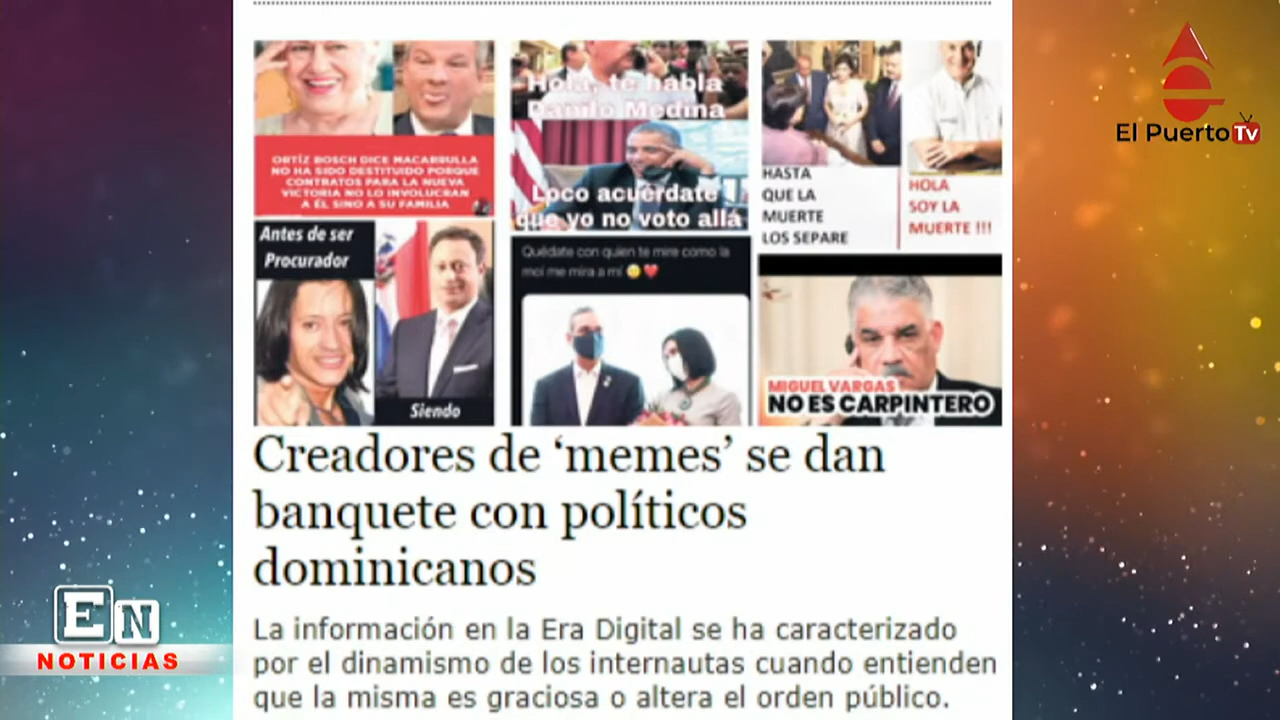 ORTÍZ BOSCH DICE MACARRULLA
NO HA SIDO DESTITUIDO PORQUE
CONTRATOS PARA LA NUEVA
VICTORIA NO LO INVOLUCRAN
A ÉL SINO A SU FAMILIA
Antes de ser
Procurador
Siendo
Hola, te habla
Danilo Medina
Loco acuérdate
que yo no voto allá
Quédate con quien te mire como la
moi me mira a mí
HASTA
QUE LA
MUERTE
LOS SEPARE
HOLA
SOY LA
MUERTE !!!
MIGUEL VARGAS
NO ES CARPINTERO
El Puerto Tv
Creadores de ‘memes’ se dan
banquete con políticos
dominicanos
La información en la Era Digital se ha caracterizado
por el dinamismo de los internautas cuando entienden
que la misma es graciosa o altera el orden público.
EN
NOTICIAS